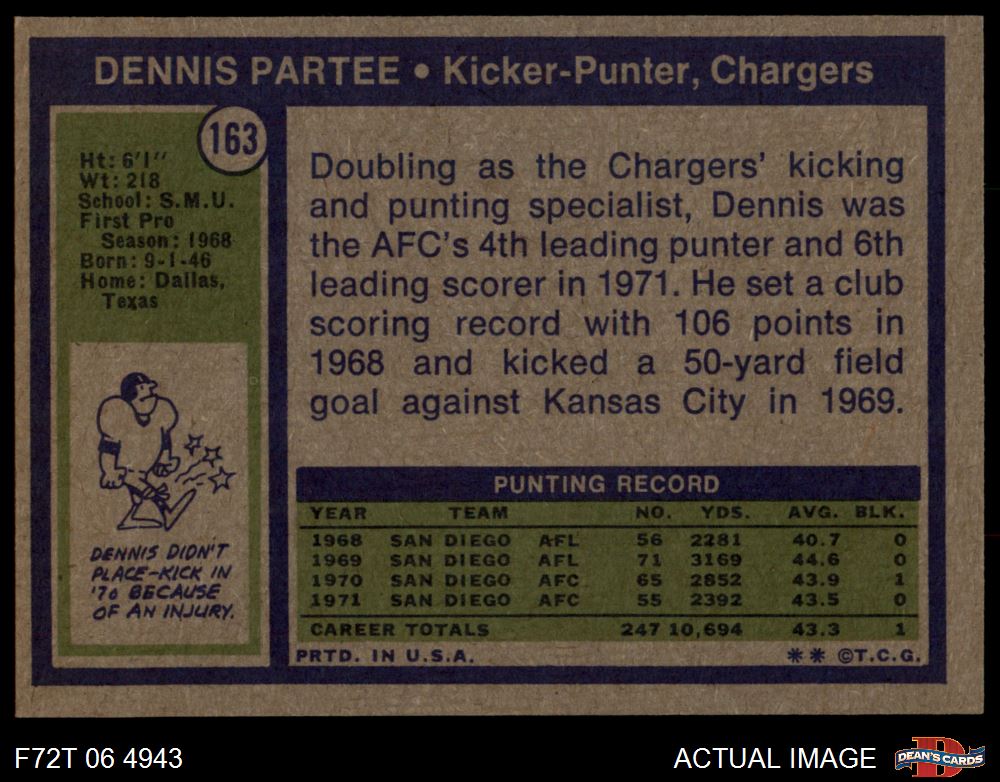 DENNIS PARTEE • Kicker-Punter, Chargers
163
Ht: 6'1"
Wt: 218
School: S.M.U.
First Pro
Season: 1968
Born: 9-1-46
Home: Dallas,
Texas
DENNIS DIDN'T
PLACE-KICK IN
'70 BECAUSE
OF AN INJURY.
Doubling as the Chargers' kicking
and punting specialist, Dennis was
the AFC's 4th leading punter and 6th
leading scorer in 1971. He set a club
scoring record with 106 points in
1968 and kicked a 50-yard field
goal against Kansas City in 1969.
PUNTING RECORD
YEAR TEAM NO. YDS. AVG. BLK.
1968 SAN DIEGO AFL 56 2281 40.7 0
1969 SAN DIEGO AFL 71 3169 44.6 0
1970 SAN DIEGO AFC 65 2852 43.9 1
1971 SAN DIEGO AFC 55 2392 43.5 0
CAREER TOTALS 247 10,694 43.3 1
PRTD. IN U.S.A. ** ©T.C.G.
F72T 06 4943 ACTUAL IMAGE
D
DEAN'S CARDS